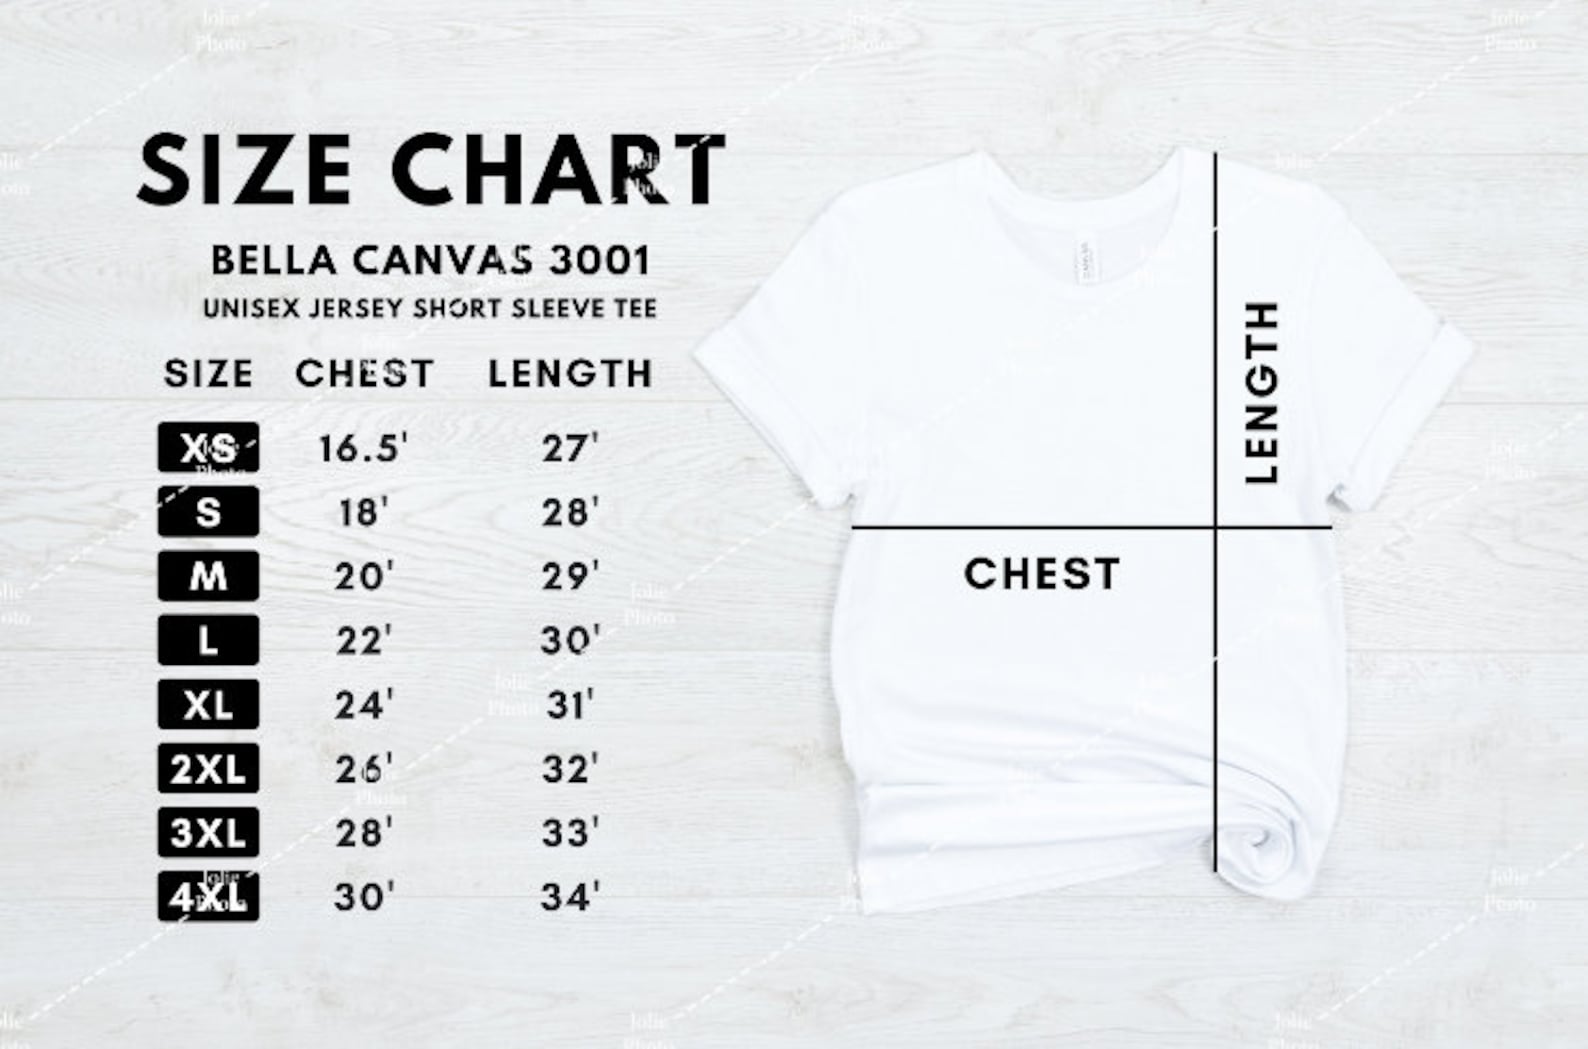 SIZE CHART
BELLA CANVAS 3001
UNISEX JERSEY SHORT SLEEVE TEE
SIZE CHEST LENGTH
XS 16.5' 27'
S 18' 28'
M 20' 29'
L 22' 30'
XL 24' 31'
2XL 26' 32'
3XL 28' 33'
4XL 30' 34'
LENGTH
CHEST
Jolie
Photo